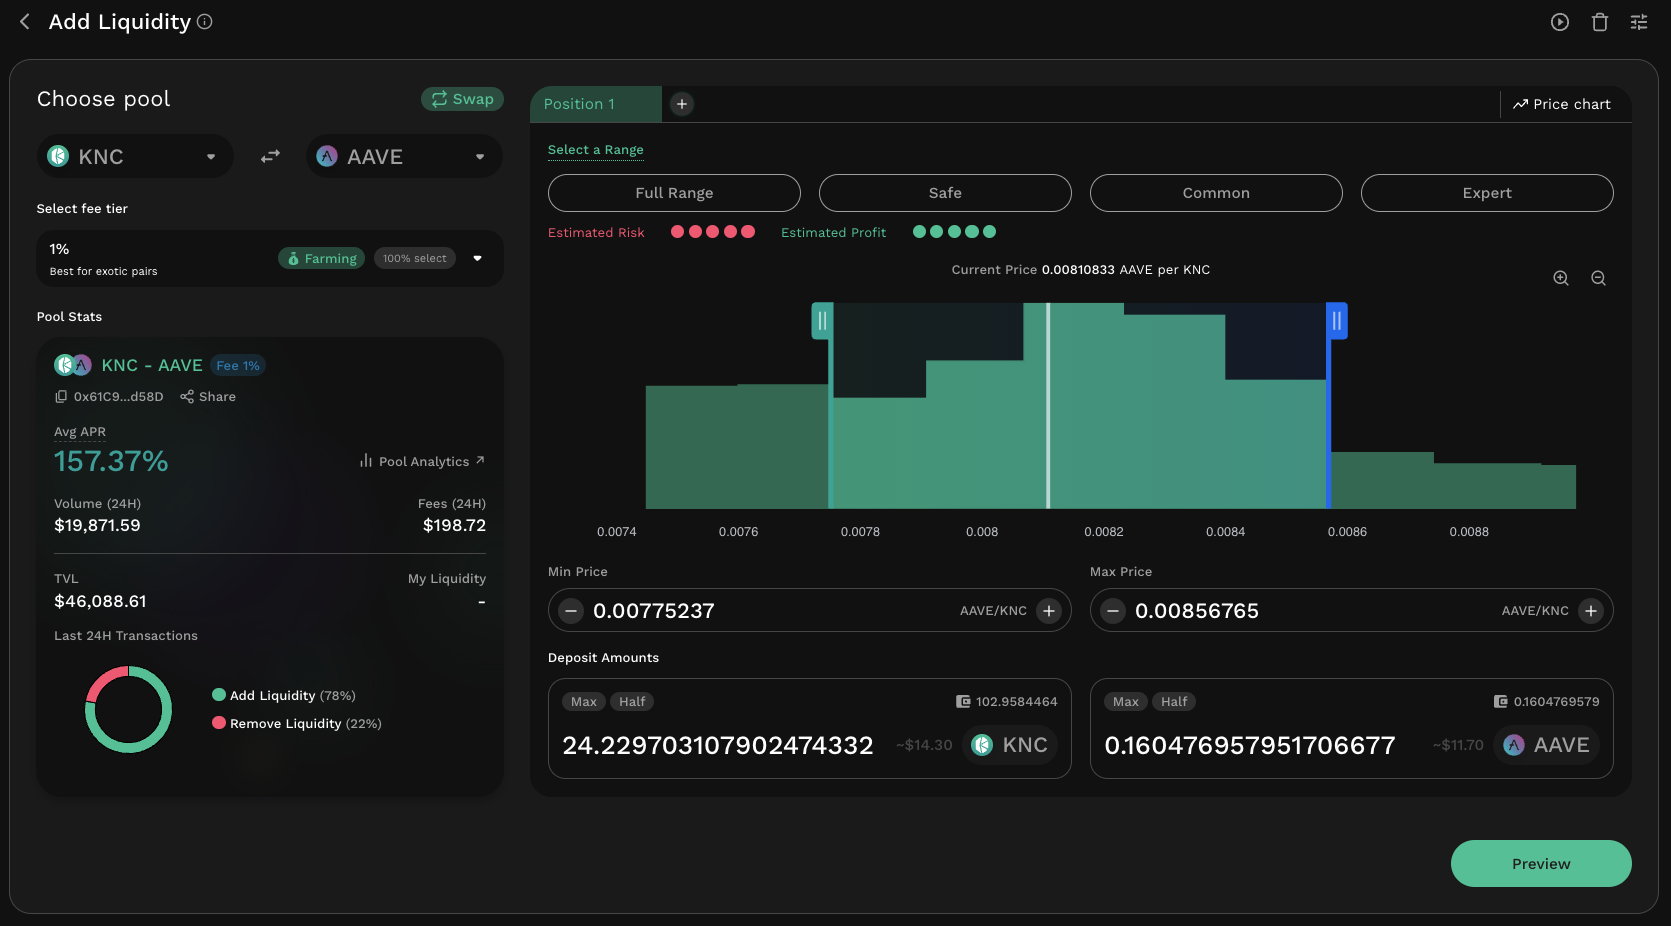 Add Liquidity
Choose pool
Swap
KNC
AAVE
Select fee tier
1%
Best for exotic pairs
Farming
100% select
Pool Stats
KNC - AAVE
Fee 1%
0x61C9...d58D
Share
Avg APR
157.37%
Pool Analytics
Volume (24H)
Fees (24H)
$19,871.59
$198.72
TVL
My Liquidity
$46,088.61
-
Last 24H Transactions
Add Liquidity (78%)
Remove Liquidity (22%)
Position 1
Price chart
Select a Range
Full Range
Safe
Common
Expert
Estimated Risk
Estimated Profit
Current Price 0.00810833 AAVE per KNC
0.0074
0.0076
0.0078
0.008
0.0082
0.0084
0.0086
0.0088
Min Price
0.00775237
AAVE/KNC
Max Price
0.00856765
AAVE/KNC
Deposit Amounts
Max
Half
102.9584464
24.229703107902474332
~$14.30
KNC
Max
Half
0.1604769579
0.160476957951706677
~$11.70
AAVE
Preview